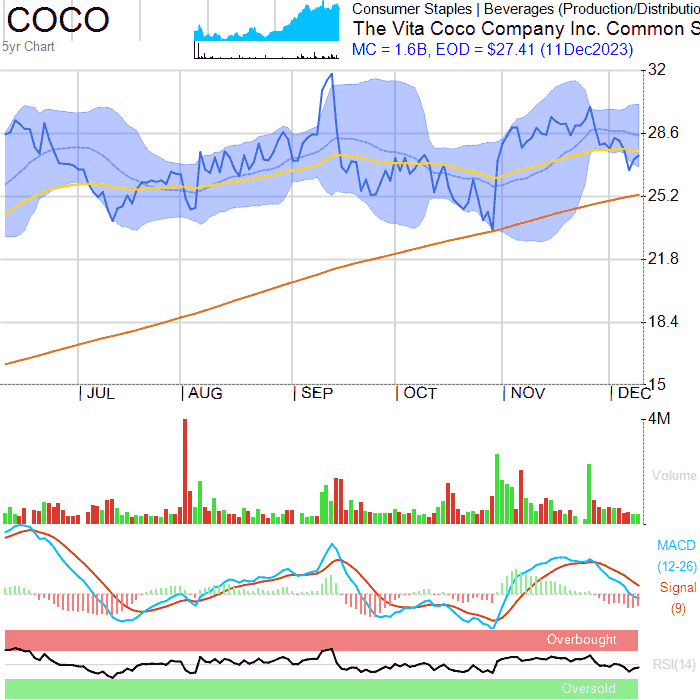 COCO
5yr Chart
Consumer Staples | Beverages (Production/Distributio
The Vita Coco Company Inc. Common S
MC = 1.6B, EOD = $27.41 (11Dec2023)
32
28.6
25.2
21.8
18.4
15
JUL
AUG
SEP
OCT
NOV
DEC
4M
Volume
MACD
(12-26)
Signal
(9)
Overbought
RSI(14)
Oversold